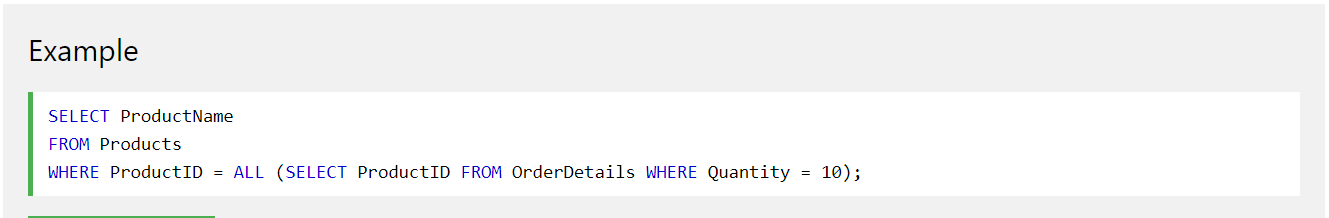 Example
SELECT ProductName
FROM Products
WHERE ProductID = ALL (SELECT ProductID FROM OrderDetails WHERE Quantity = 10);